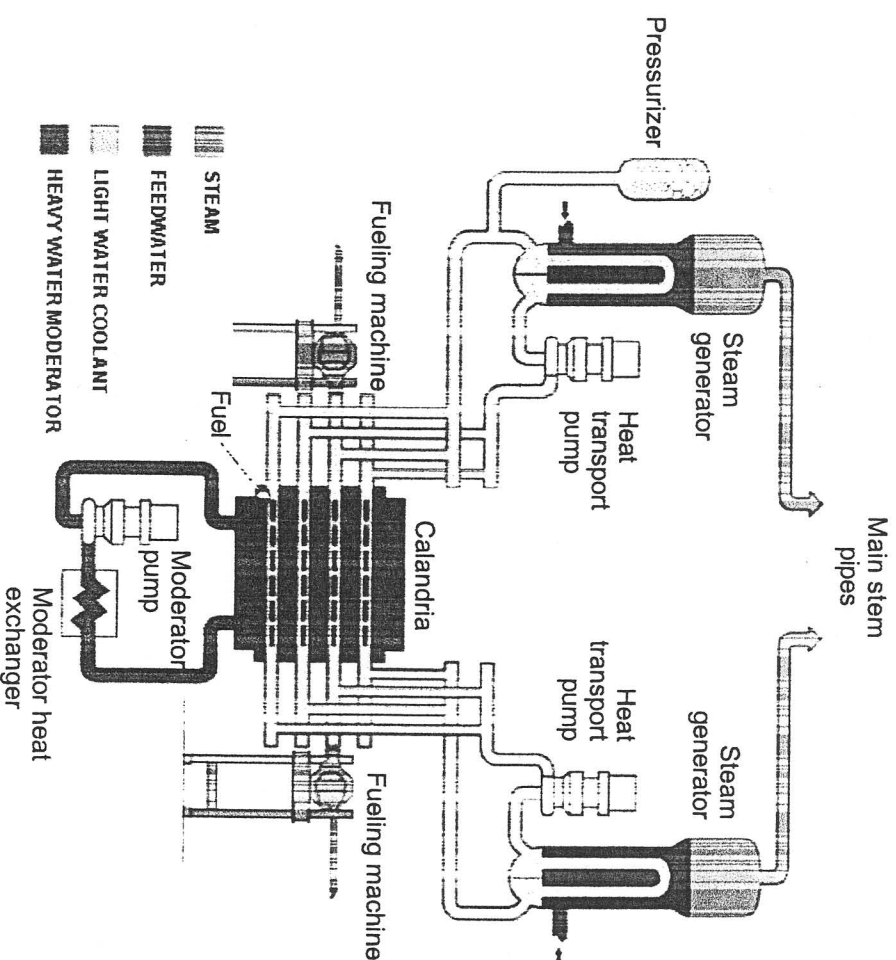 Main stem
pipes
Steam
generator
Steam
generator
Pressurizer
Heat
transport
pump
Heat
transport
pump
Fueling machine
Calandria
Fueling machine
Fuel
Moderator
pump
Moderator heat
exchanger
STEAM
FEEDWATER
LIGHT WATER COOLANT
HEAVY WATER MODERATOR